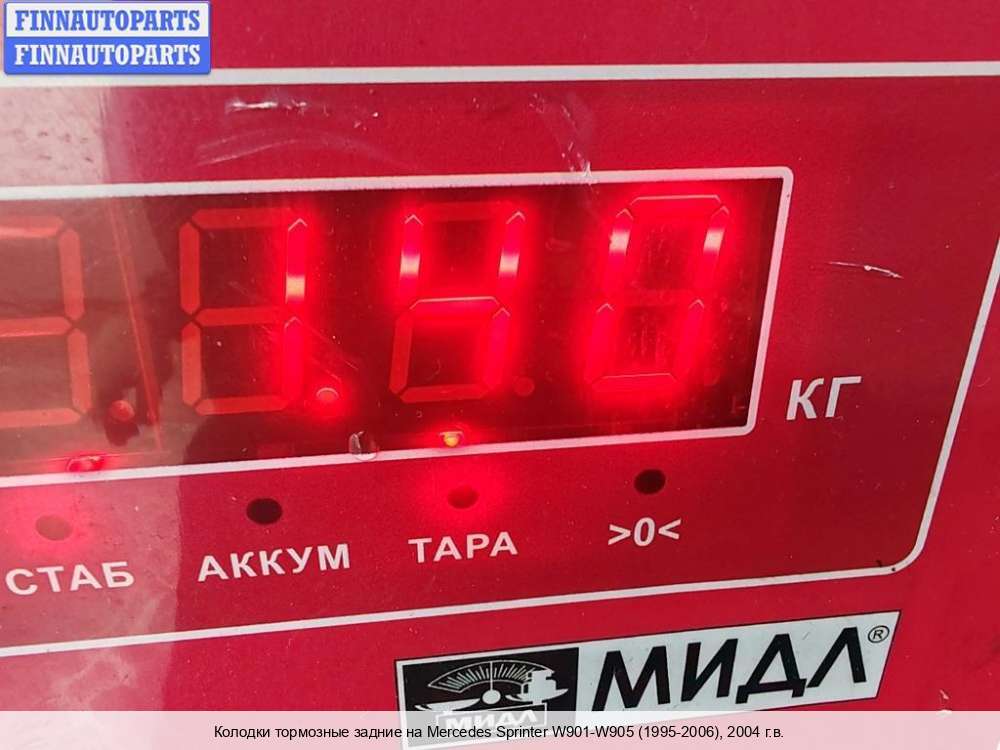 FINNAUTOPARTS
FINNAUTOPARTS
1.40
КГ
СТАБ АККУМ ТАРА >0<
МИДЛ МИДЛ®
Колодки тормозные задние на Mercedes Sprinter W901-W905 (1995-2006), 2004 г.в.